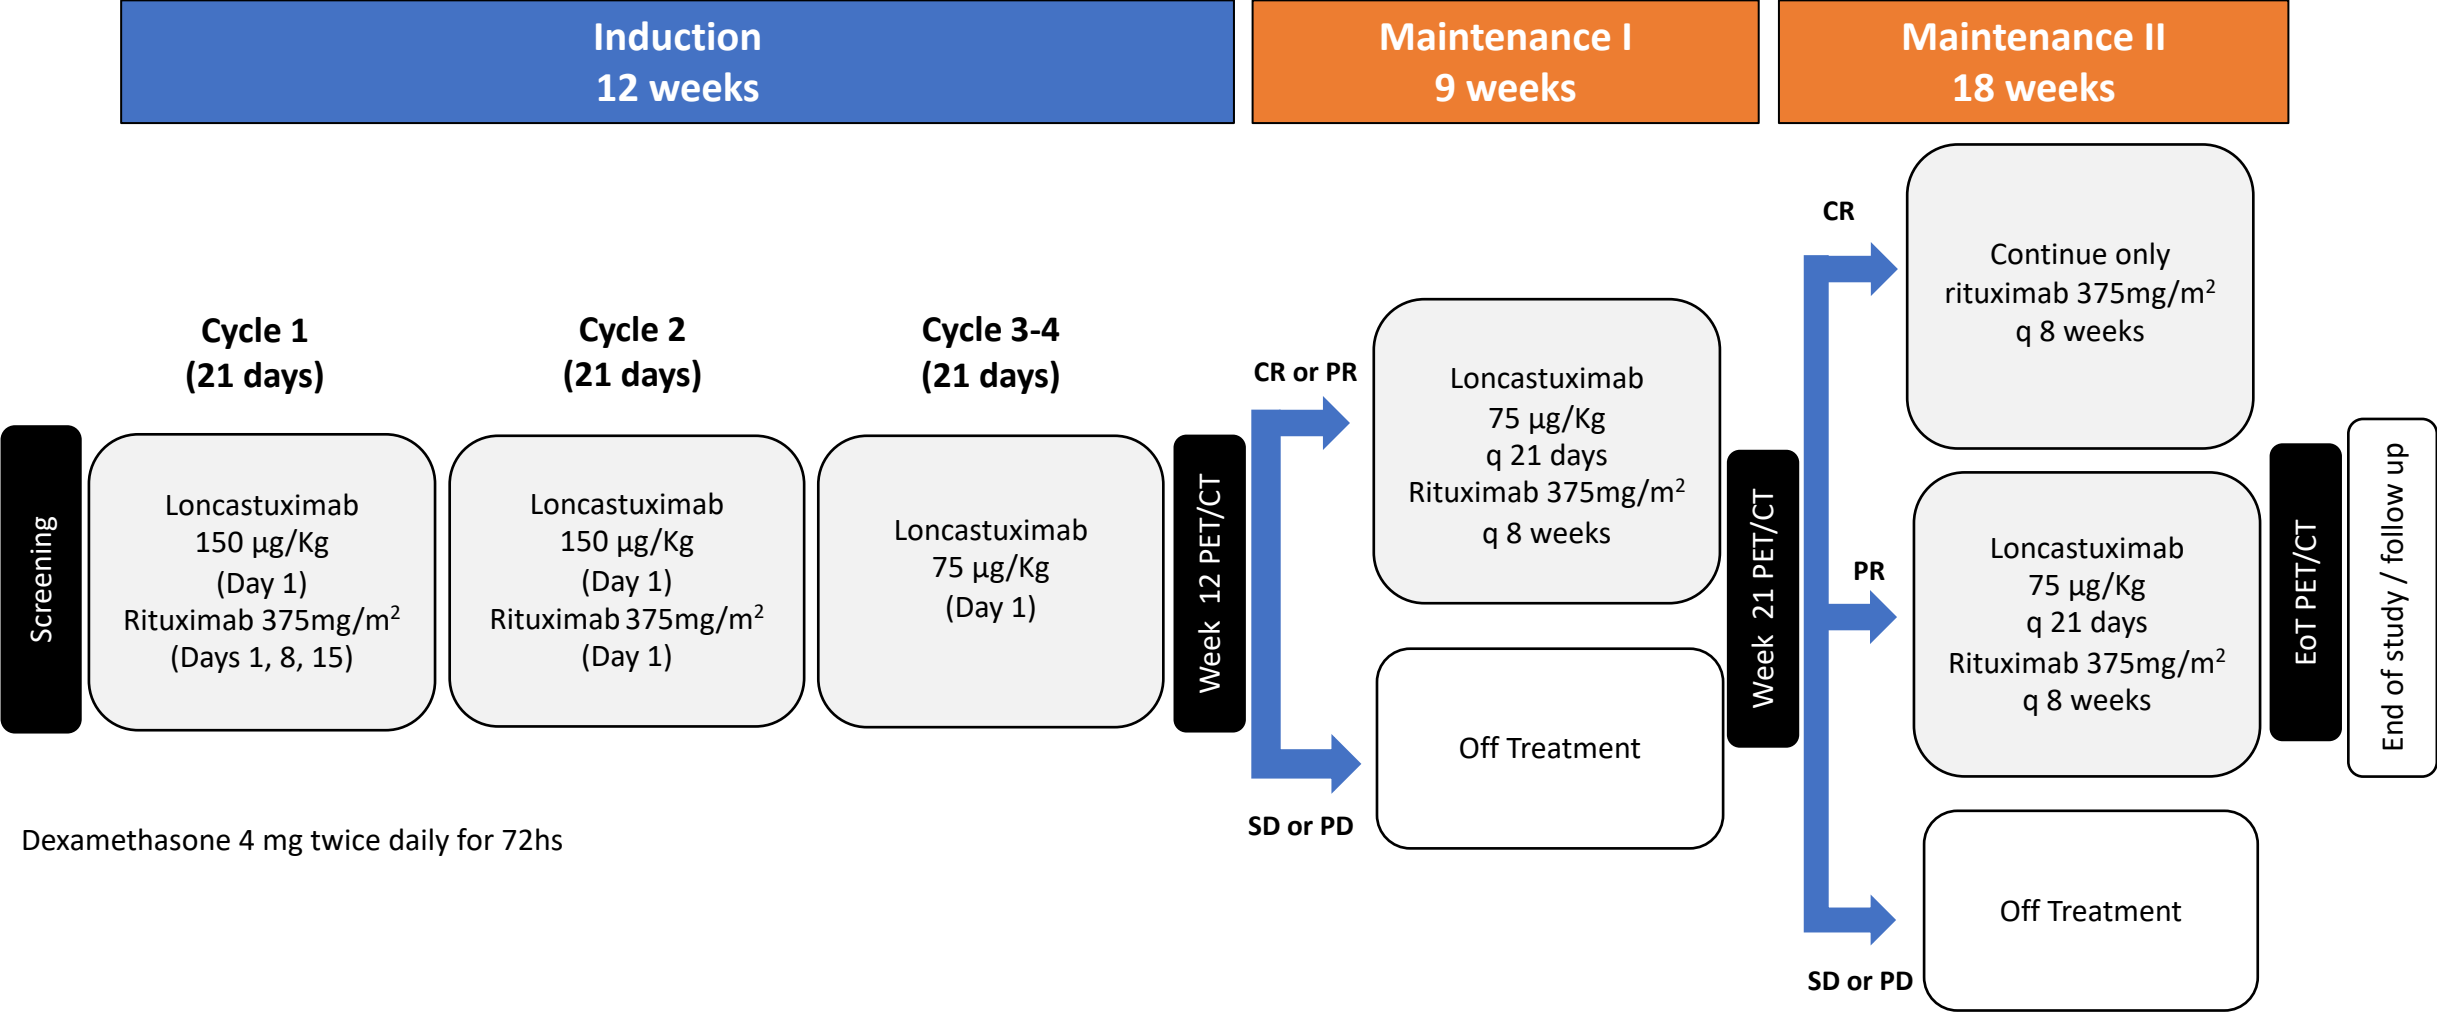 Induction
12 weeks
Maintenance I
9 weeks
Maintenance II
18 weeks
Screening
Cycle 1
(21 days)
Loncastuximab
150 µg/Kg
(Day 1)
Rituximab 375mg/m²
(Days 1, 8, 15)
Cycle 2
(21 days)
Loncastuximab
150 µg/Kg
(Day 1)
Rituximab 375mg/m²
(Day 1)
Cycle 3-4
(21 days)
Loncastuximab
75 µg/Kg
(Day 1)
Week 12 PET/CT
CR or PR
Loncastuximab
75 µg/Kg
q 21 days
Rituximab 375mg/m²
q 8 weeks
SD or PD
Off Treatment
Week 21 PET/CT
CR
Continue only
rituximab 375mg/m²
q 8 weeks
PR
Loncastuximab
75 µg/Kg
q 21 days
Rituximab 375mg/m²
q 8 weeks
SD or PD
Off Treatment
EoT PET/CT
End of study / follow up
Dexamethasone 4 mg twice daily for 72hs